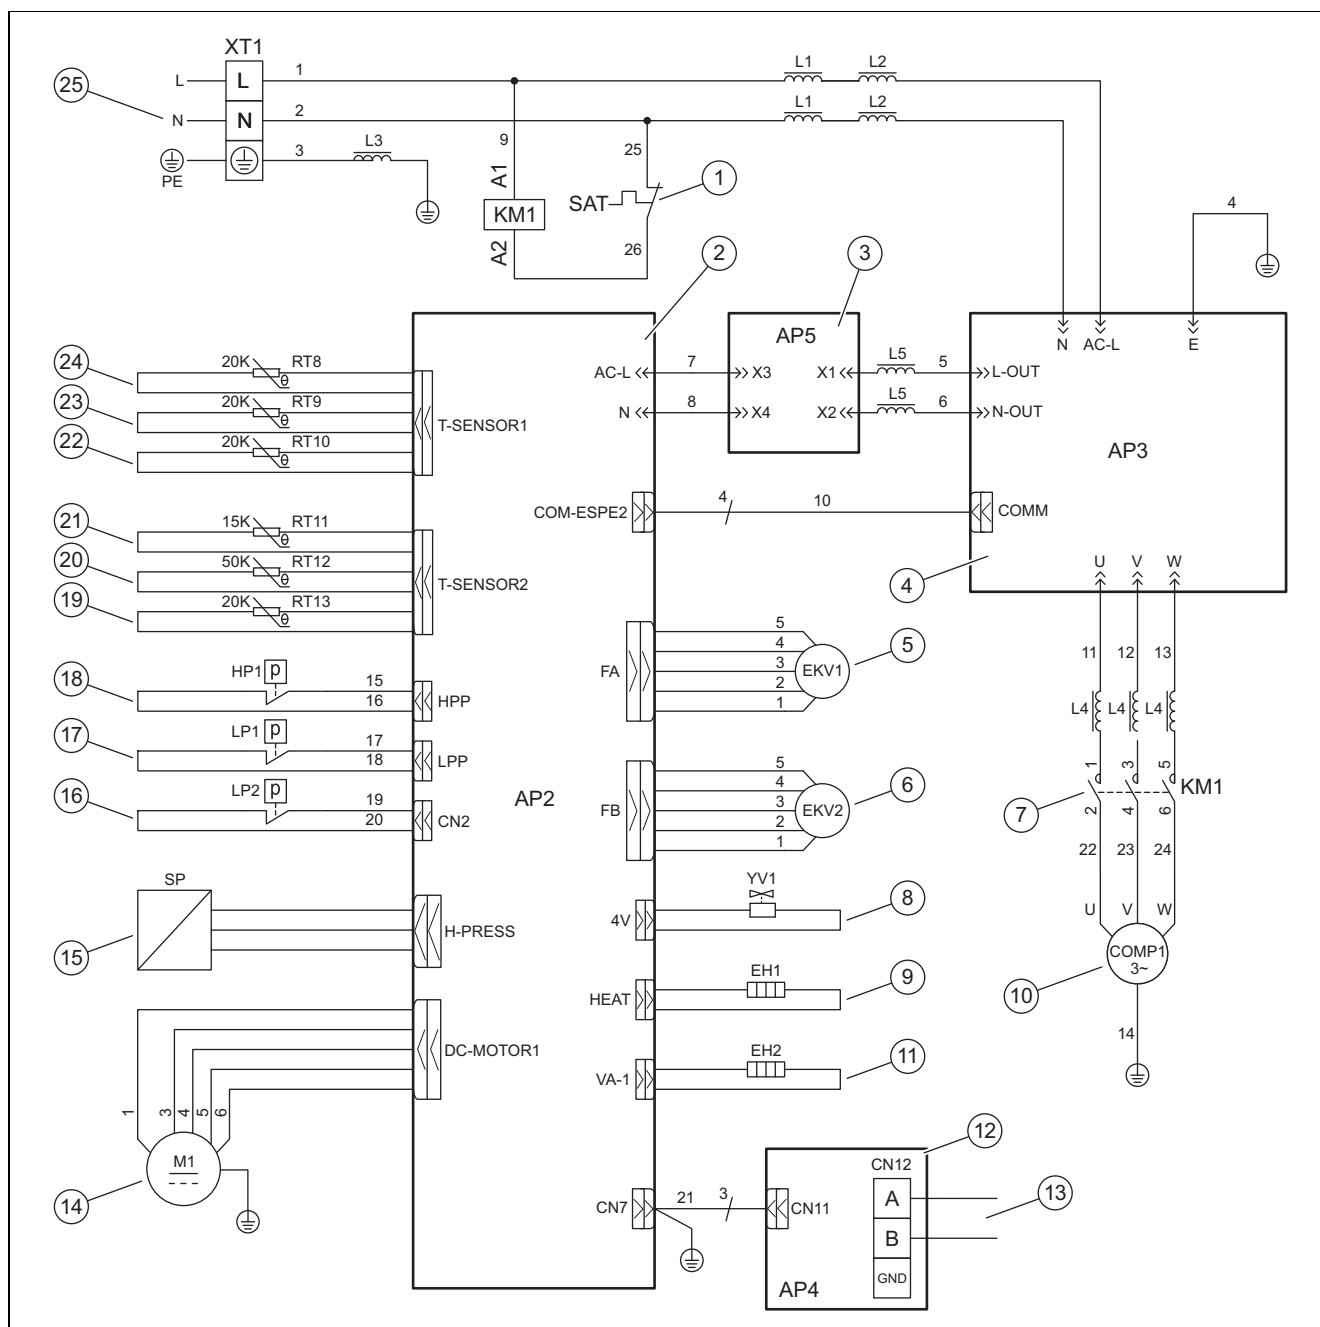 XT1
L1 L2
25 L L 1
L1 L2
N N 2
3 L3
PE
9 25
A1 SAT 1
KM1
A2 26
4
2 3
AP5 N AC-L E
24 20K RT8 AC-L 7 X3 X1 L5 5 L-OUT
23 20K RT9 N 8 X4 X2 L5 6 N-OUT
T-SENSOR1
22 20K RT10 AP3
4 10
COM-ESPE2 COMM
21 15K RT11
20 50K RT12 U V W
T-SENSOR2 4
19 20K RT13
5
4
FA 3 EKV1 5
2
1
11 12 13
18 HP1 p 15
16 HPP
L4 L4 L4
17 LP1 p 17
18 LPP
5
4
FB 3 EKV2 6
2
1
1 3 5
7 KM1
2 4 6
16 LP2 p 19
20 CN2
AP2
22 23 24
SP YV1
15 H-PRESS 4V 8
U V W
COMP1
3~
10
EH1
HEAT 9
14
DC-MOTOR1 EH2
VA-1 11
1 3 4 5 6
12
M1 CN12
14 CN7 21 3 CN11 A 13
B
AP4 GND